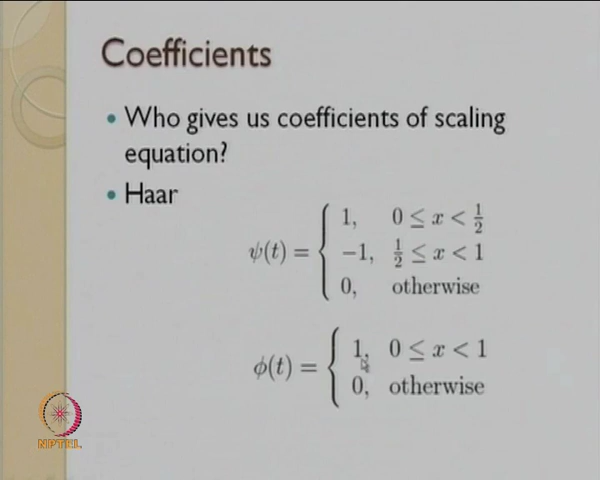 Coefficients
• Who gives us coefficients of scaling
equation?
• Haar
ψ(t) = { 1, 0 ≤ x < 1/2
−1, 1/2 ≤ x < 1
0, otherwise
φ(t) = { 1, 0 ≤ x < 1
0, otherwise
NPTEL